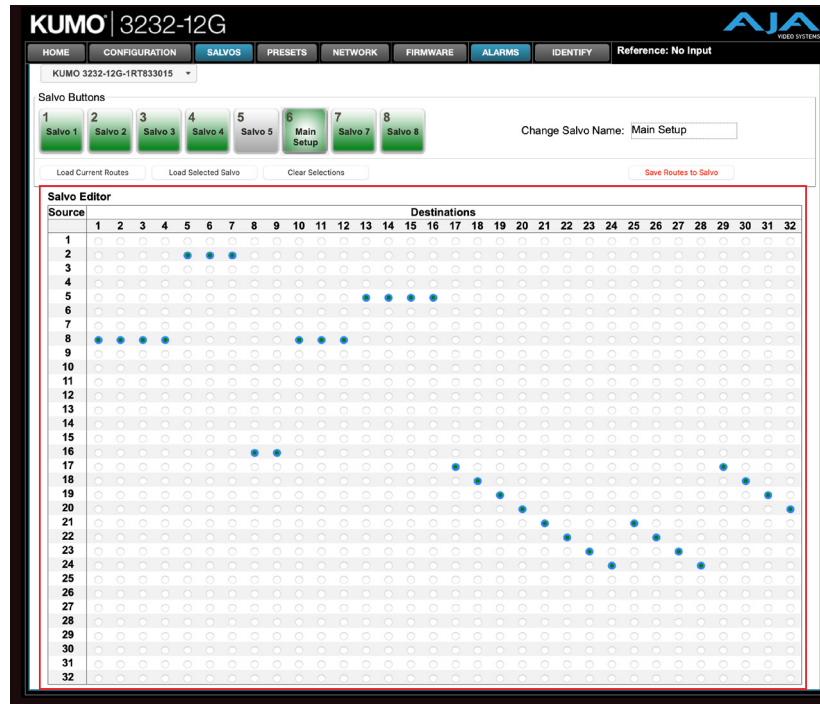 KUMO® 3232-12G
AJA
VIDEO SYSTEMS
HOME CONFIGURATION SALVOS PRESETS NETWORK FIRMWARE ALARMS IDENTIFY Reference: No Input
KUMO 3232-12G-1RT833015
Salvo Buttons
1 2 3 4 5 6 7 8
Salvo 1 Salvo 2 Salvo 3 Salvo 4 Salvo 5 Main Setup Salvo 7 Salvo 8 Change Salvo Name: Main Setup
Load Current Routes Load Selected Salvo Clear Selections Save Routes to Salvo
Salvo Editor
Source Destinations
1 2 3 4 5 6 7 8 9 10 11 12 13 14 15 16 17 18 19 20 21 22 23 24 25 26 27 28 29 30 31 32
1
2
3
4
5
6
7
8
9
10
11
12
13
14
15
16
17
18
19
20
21
22
23
24
25
26
27
28
29
30
31
32